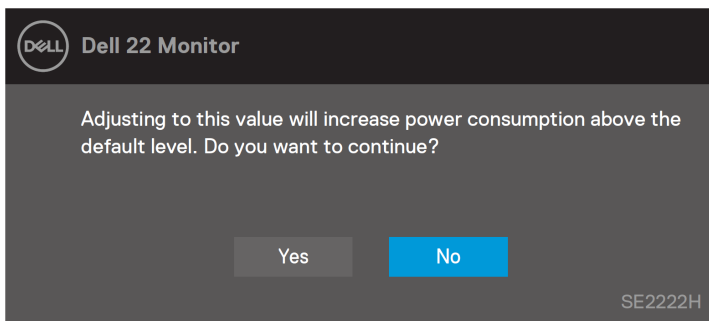 DELL
Dell 22 Monitor
Adjusting to this value will increase power consumption above the
default level. Do you want to continue?
Yes No
SE2222H